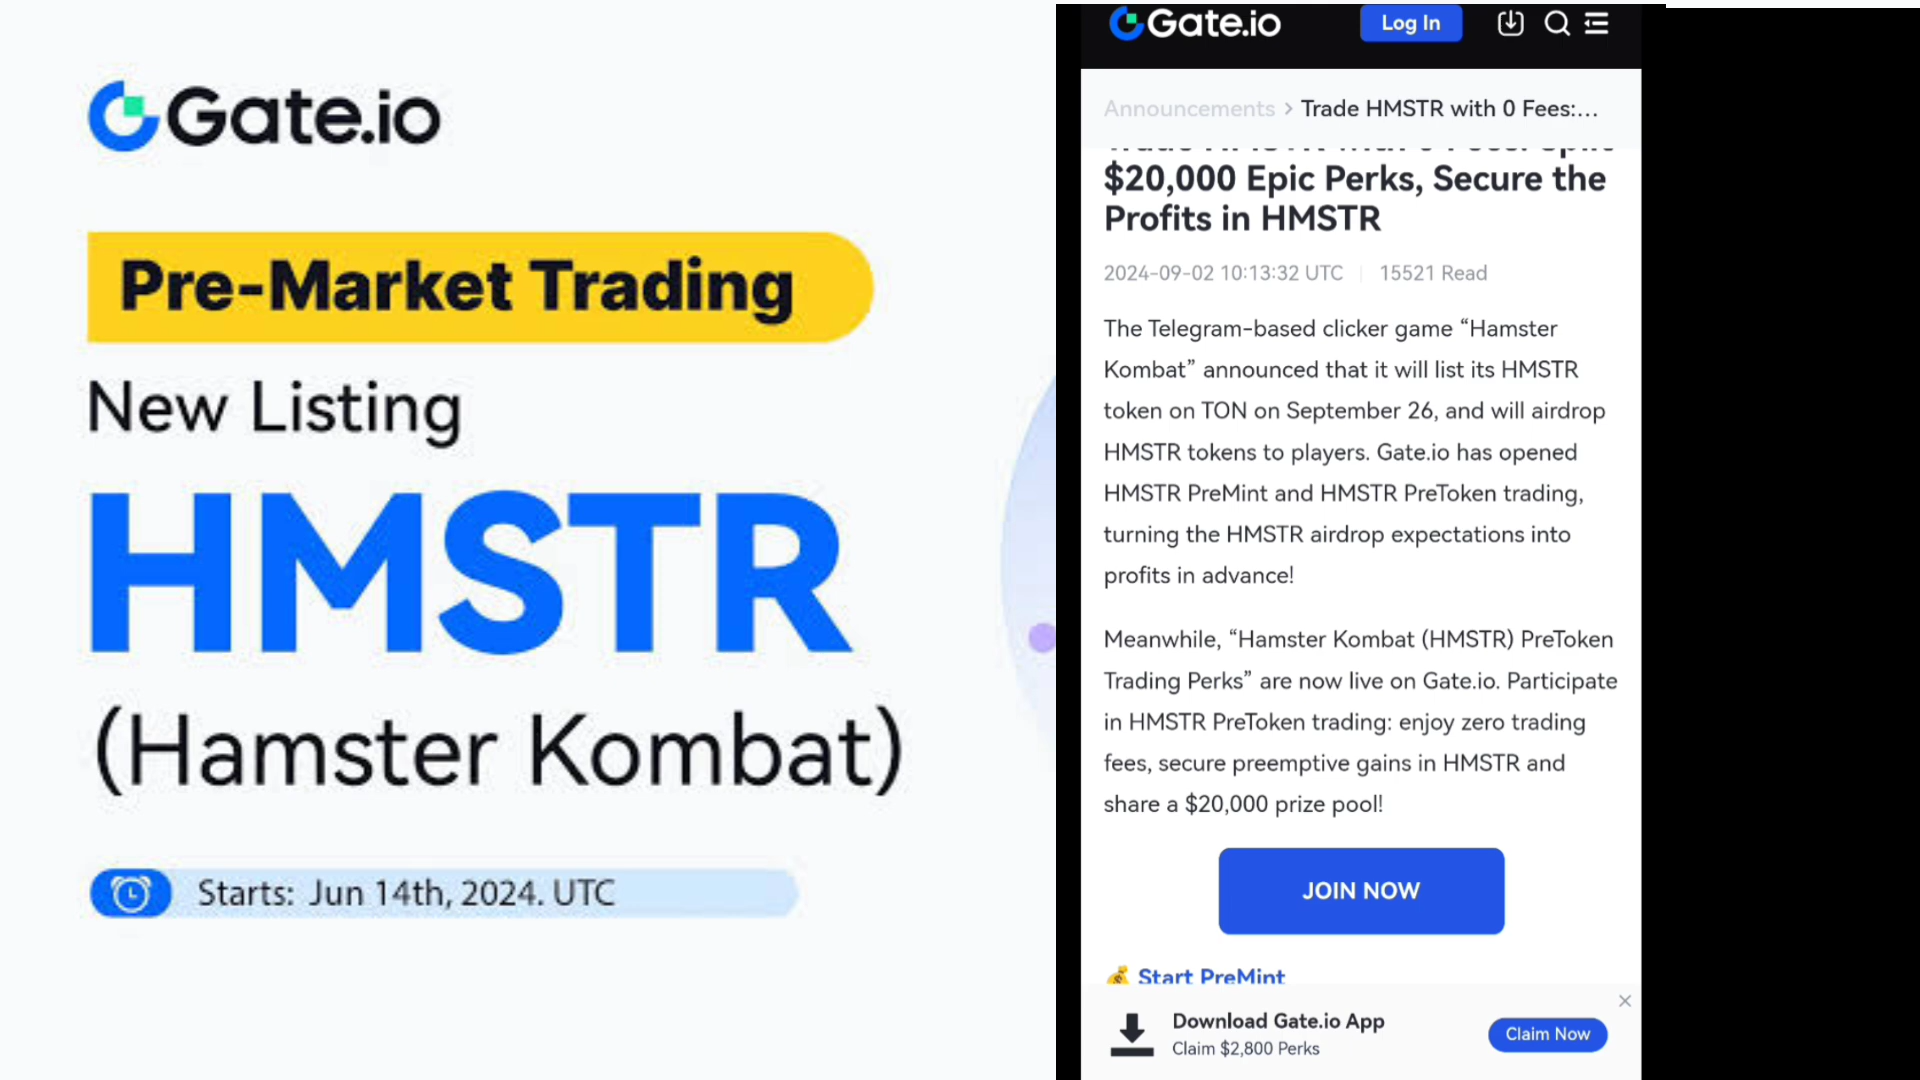 Gate.io
Pre-Market Trading
New Listing
HMSTR
(Hamster Kombat)
Starts: Jun 14th, 2024. UTC
Gate.io
Log In
Announcements > Trade HMSTR with 0 Fees:...
Trade HMSTR with 0 Fees: Split
$20,000 Epic Perks, Secure the
Profits in HMSTR
2024-09-02 10:13:32 UTC | 15521 Read
The Telegram-based clicker game “Hamster
Kombat” announced that it will list its HMSTR
token on TON on September 26, and will airdrop
HMSTR tokens to players. Gate.io has opened
HMSTR PreMint and HMSTR PreToken trading,
turning the HMSTR airdrop expectations into
profits in advance!
Meanwhile, “Hamster Kombat (HMSTR) PreToken
Trading Perks” are now live on Gate.io. Participate
in HMSTR PreToken trading: enjoy zero trading
fees, secure preemptive gains in HMSTR and
share a $20,000 prize pool!
JOIN NOW
Start PreMint
Download Gate.io App
Claim $2,800 Perks
Claim Now